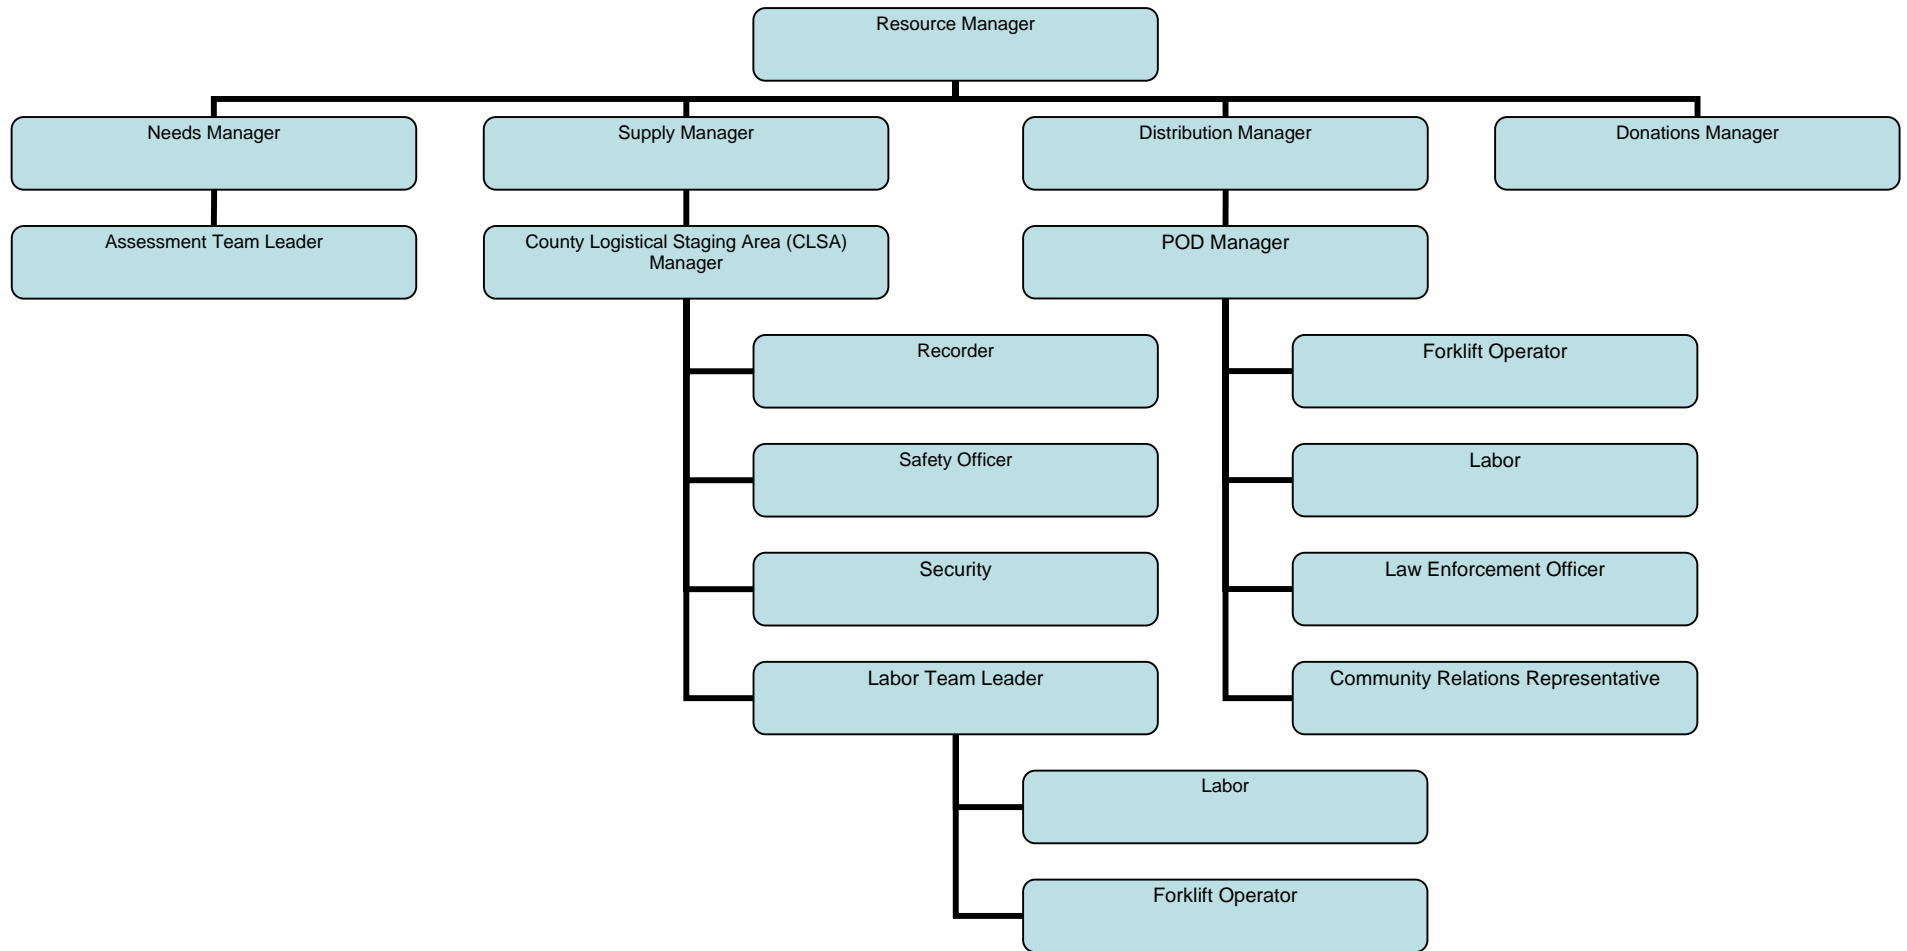 Resource Manager
Needs Manager
Supply Manager
Distribution Manager
Donations Manager
Assessment Team Leader
County Logistical Staging Area (CLSA)
Manager
POD Manager
Recorder
Forklift Operator
Safety Officer
Labor
Security
Law Enforcement Officer
Labor Team Leader
Community Relations Representative
Labor
Forklift Operator